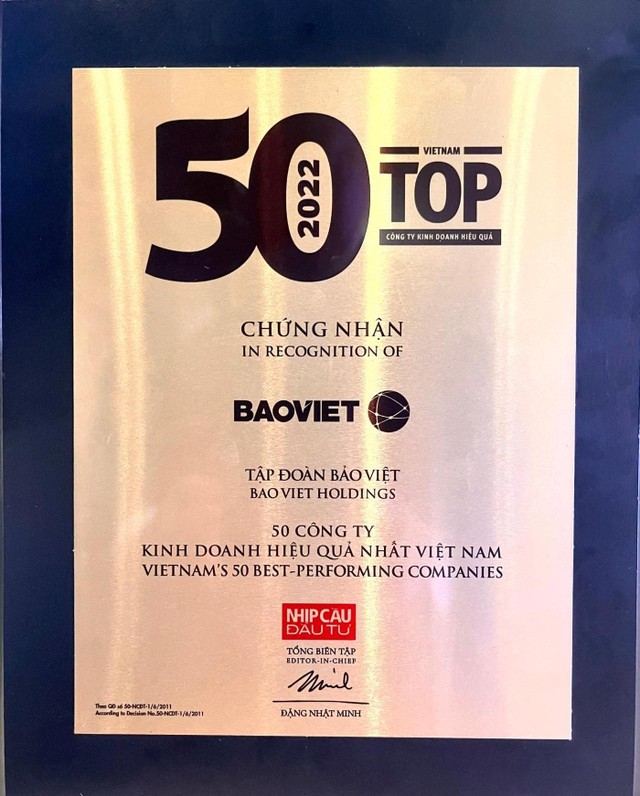 50
2022
VIETNAM
TOP
CÔNG TY KINH DOANH HIỆU QUẢ
CHỨNG NHẬN
IN RECOGNITION OF
BAOVIET
TẬP ĐOÀN BẢO VIỆT
BAO VIET HOLDINGS
50 CÔNG TY
KINH DOANH HIỆU QUẢ NHẤT VIỆT NAM
VIETNAM'S 50 BEST-PERFORMING COMPANIES
NHỊP CẦU
ĐẦU TƯ
TỔNG BIÊN TẬP
EDITOR-IN-CHIEF
ĐẶNG NHẬT MINH
Theo QĐ số 50-NCĐT-1/6/2011
According to Decision No.50-NCĐT-1/6/2011